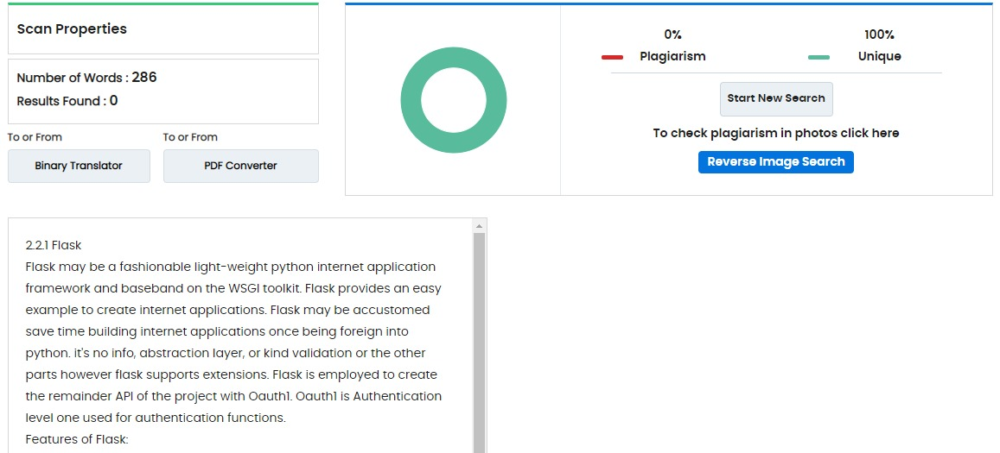 Scan Properties
Number of Words : 286
Results Found : 0
To or From
To or From
Binary Translator
PDF Converter
0%
Plagiarism
100%
Unique
Start New Search
To check plagiarism in photos click here
Reverse Image Search
2.2.1 Flask
Flask may be a fashionable light-weight python internet application
framework and baseband on the WSGI toolkit. Flask provides an easy
example to create internet applications. Flask may be accustomed
save time building internet applications once being foreign into
python. it's no info, abstraction layer, or kind validation or the other
parts however flask supports extensions. Flask is employed to create
the remainder API of the project with Oauth1. Oauth1 is Authentication
level one used for authentication functions.
Features of Flask: